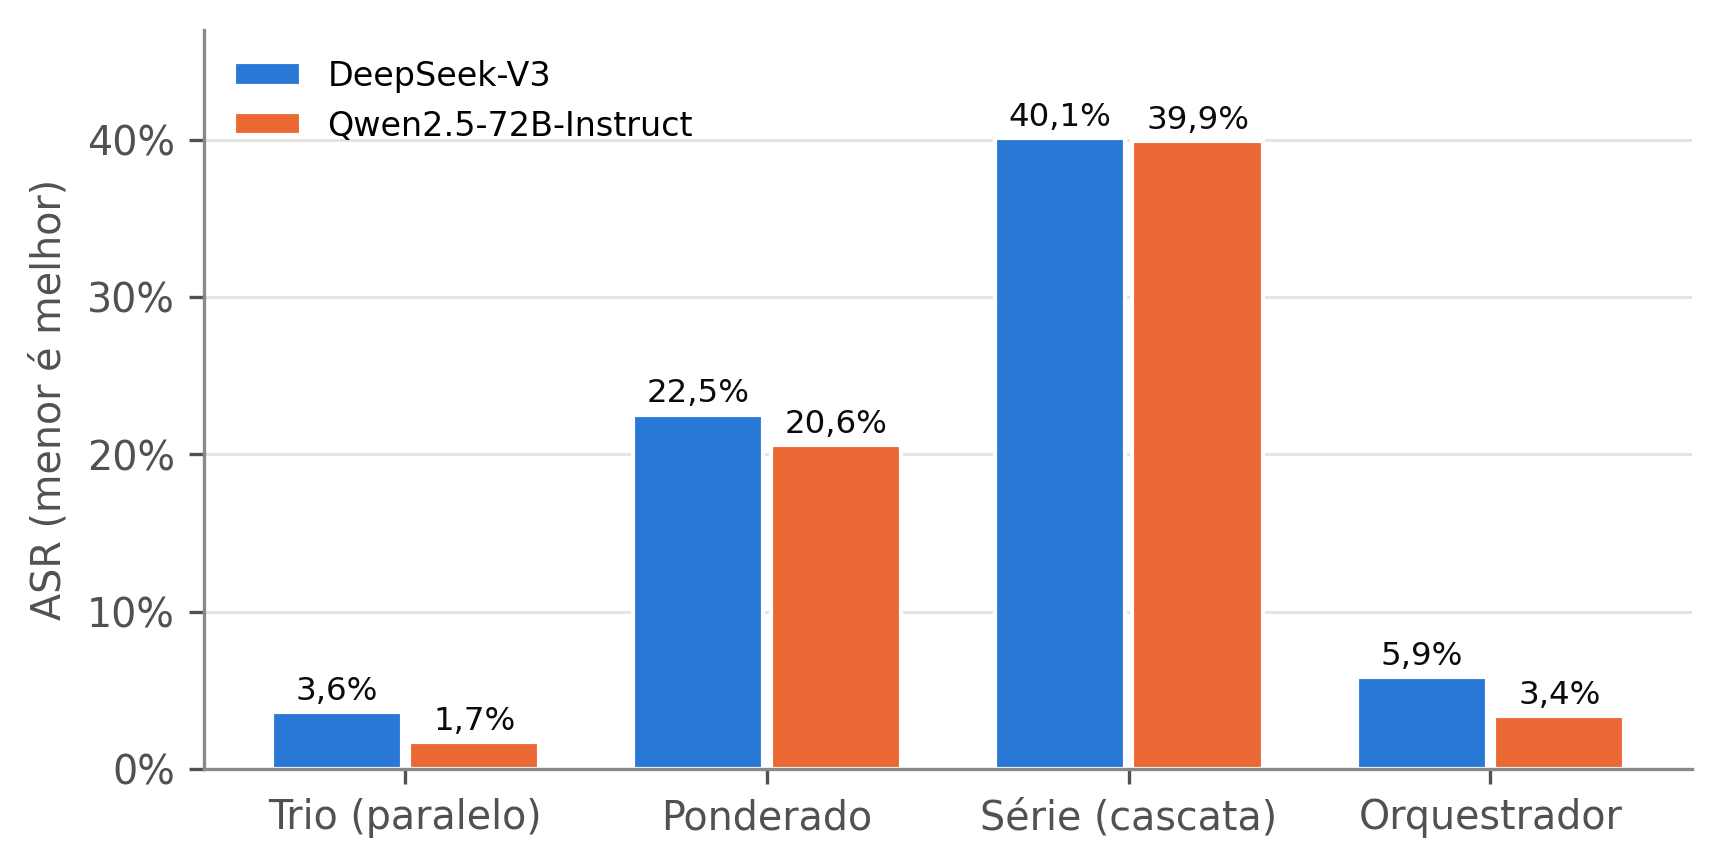 DeepSeek-V3
Qwen2.5-72B-Instruct
ASR (menor é melhor)
40%
30%
20%
10%
0%
3,6%
1,7%
22,5%
20,6%
40,1%
39,9%
5,9%
3,4%
Trio (paralelo)
Ponderado
Série (cascata)
Orquestrador